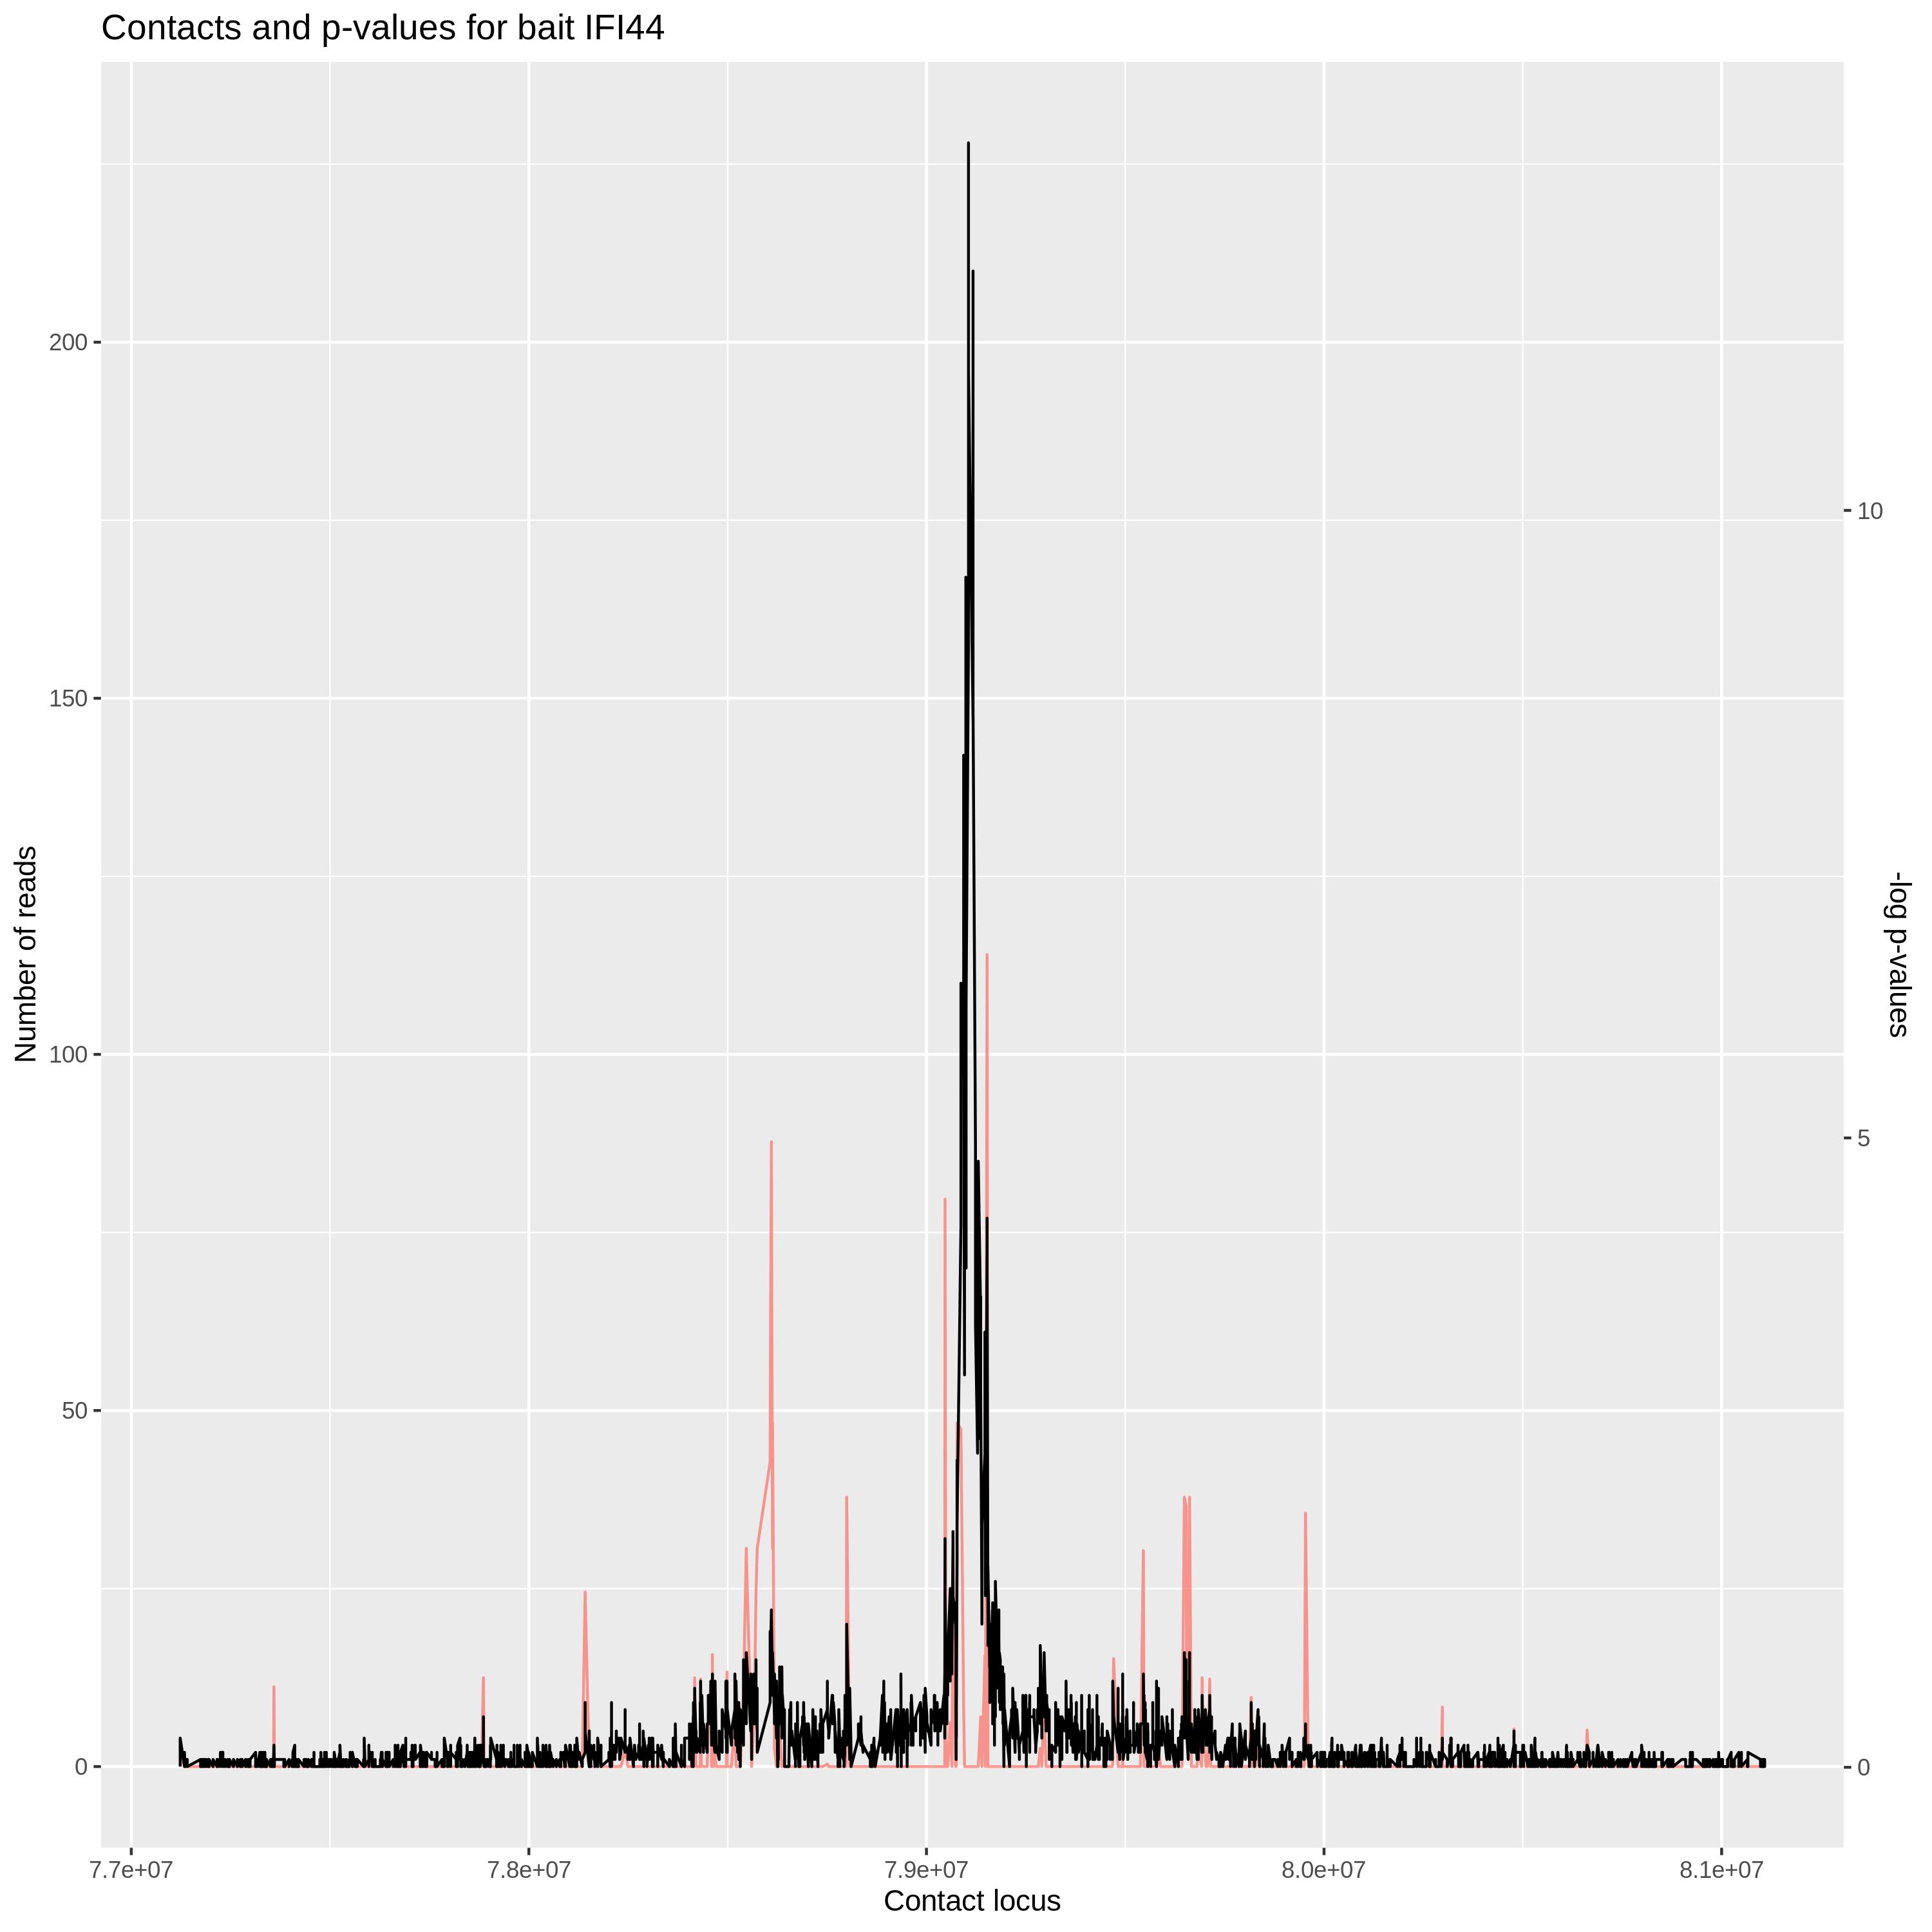 Contacts and p-values for bait IFI44
Number of reads
200
150
100
50
0
10
5
0
-log p-values
7.7e+07
7.8e+07
7.9e+07
8.0e+07
8.1e+07
Contact locus